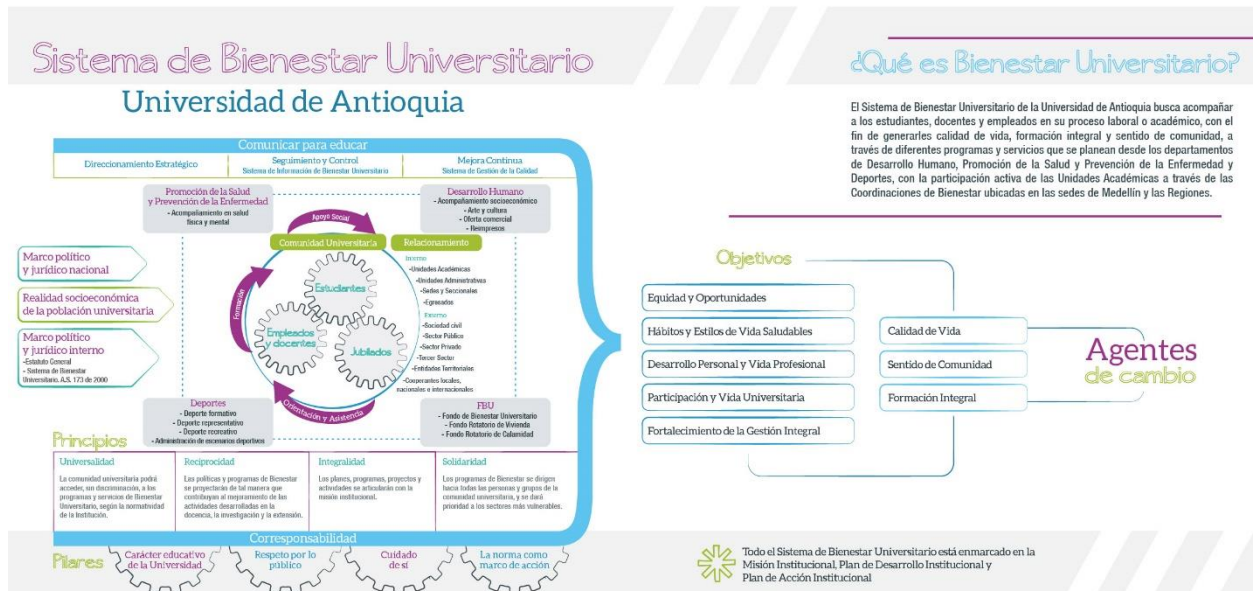 Sistema de Bienestar Universitario
Universidad de Antioquia
Comunicar para educar
Direccionamiento Estratégico
Seguimiento y Control
Sistema de Información de Bienestar Universitario
Mejora Continua
Sistema de Gestión de la Calidad
Promoción de la Salud
y Prevención de la Enfermedad
- Acompañamiento en salud
física y mental
Desarrollo Humano
- Acompañamiento socioeconómico
- Arte y cultura
- Oferta comercial
- Reempresos
Apoyo Social
Formación
Orientación y Asistencia
Comunidad Universitaria
Estudiantes
Empleados
y docentes
Jubilados
Relacionamiento
Interno
-Unidades Académicas
-Unidades Administrativas
-Sedes y Seccionales
-Egresados
Externo
-Sociedad civil
-Sector Público
-Sector Privado
-Tercer Sector
-Entidades Territoriales
-Cooperantes locales,
nacionales e internacionales
Marco político
y jurídico nacional
Realidad socioeconómica
de la población universitaria
Marco político
y jurídico interno
-Estatuto General
- Sistema de Bienestar
Universitario. A.S. 173 de 2000
Deportes
- Deporte formativo
- Deporte representativo
- Deporte recreativo
- Administración de escenarios deportivos
FBU
- Fondo de Bienestar Universitario
- Fondo Rotatorio de Vivienda
- Fondo Rotatorio de Calamidad
Principios
Universalidad
La comunidad universitaria podrá
acceder, sin discriminación, a los
programas y servicios de Bienestar
Universitario, según la normatividad
de la Institución.
Reciprocidad
Las políticas y programas de Bienestar
se proyectarán de tal manera que
contribuyan al mejoramiento de las
actividades desarrolladas en la
docencia, la investigación y la extensión.
Integralidad
Los planes, programas, proyectos y
actividades se articularán con la
misión institucional.
Solidaridad
Los programas de Bienestar se dirigen
hacia todas las personas y grupos de la
comunidad universitaria, y se dará
prioridad a los sectores más vulnerables.
Corresponsabilidad
Pilares
Carácter educativo
de la Universidad
Respeto por lo
público
Cuidado
de sí
La norma como
marco de acción
¿Qué es Bienestar Universitario?
El Sistema de Bienestar Universitario de la Universidad de Antioquia busca acompañar
a los estudiantes, docentes y empleados en su proceso laboral o académico, con el
fin de generarles calidad de vida, formación integral y sentido de comunidad, a
través de diferentes programas y servicios que se planean desde los departamentos
de Desarrollo Humano, Promoción de la Salud y Prevención de la Enfermedad y
Deportes, con la participación activa de las Unidades Académicas a través de las
Coordinaciones de Bienestar ubicadas en las sedes de Medellín y las Regiones.
Objetivos
Equidad y Oportunidades
Hábitos y Estilos de Vida Saludables
Desarrollo Personal y Vida Profesional
Participación y Vida Universitaria
Fortalecimiento de la Gestión Integral
Calidad de Vida
Sentido de Comunidad
Formación Integral
Agentes
de cambio
Todo el Sistema de Bienestar Universitario está enmarcado en la
Misión Institucional, Plan de Desarrollo Institucional y
Plan de Acción Institucional